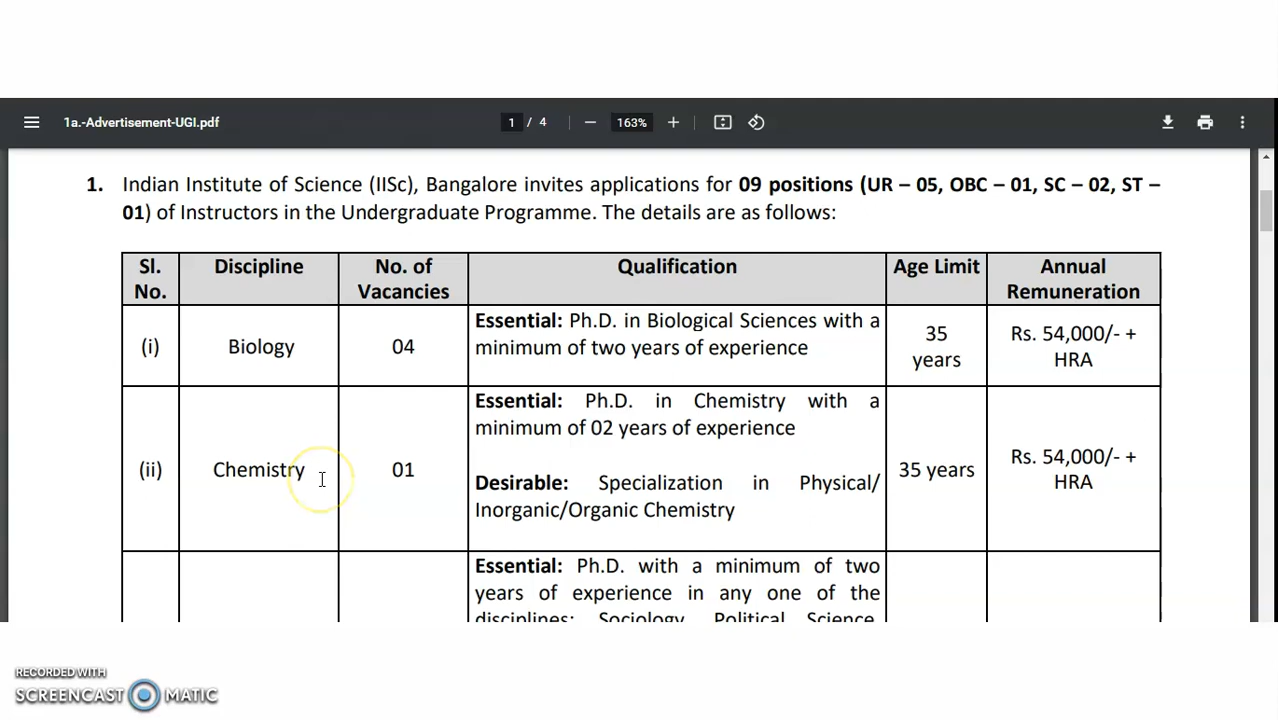 1a.-Advertisement-UGI.pdf 1 / 4 163%
1. Indian Institute of Science (IISc), Bangalore invites applications for 09 positions (UR – 05, OBC – 01, SC – 02, ST –
01) of Instructors in the Undergraduate Programme. The details are as follows:
Sl. No. Discipline No. of Vacancies Qualification Age Limit Annual Remuneration
(i) Biology 04
Essential: Ph.D. in Biological Sciences with a
minimum of two years of experience
35 years
Rs. 54,000/- +
HRA
(ii) Chemistry 01
Essential: Ph.D. in Chemistry with a
minimum of 02 years of experience
Desirable: Specialization in Physical/
Inorganic/Organic Chemistry
35 years
Rs. 54,000/- +
HRA
Essential: Ph.D. with a minimum of two
years of experience in any one of the
disciplines: Sociology, Political Science,
RECORDED WITH
SCREENCAST MATIC